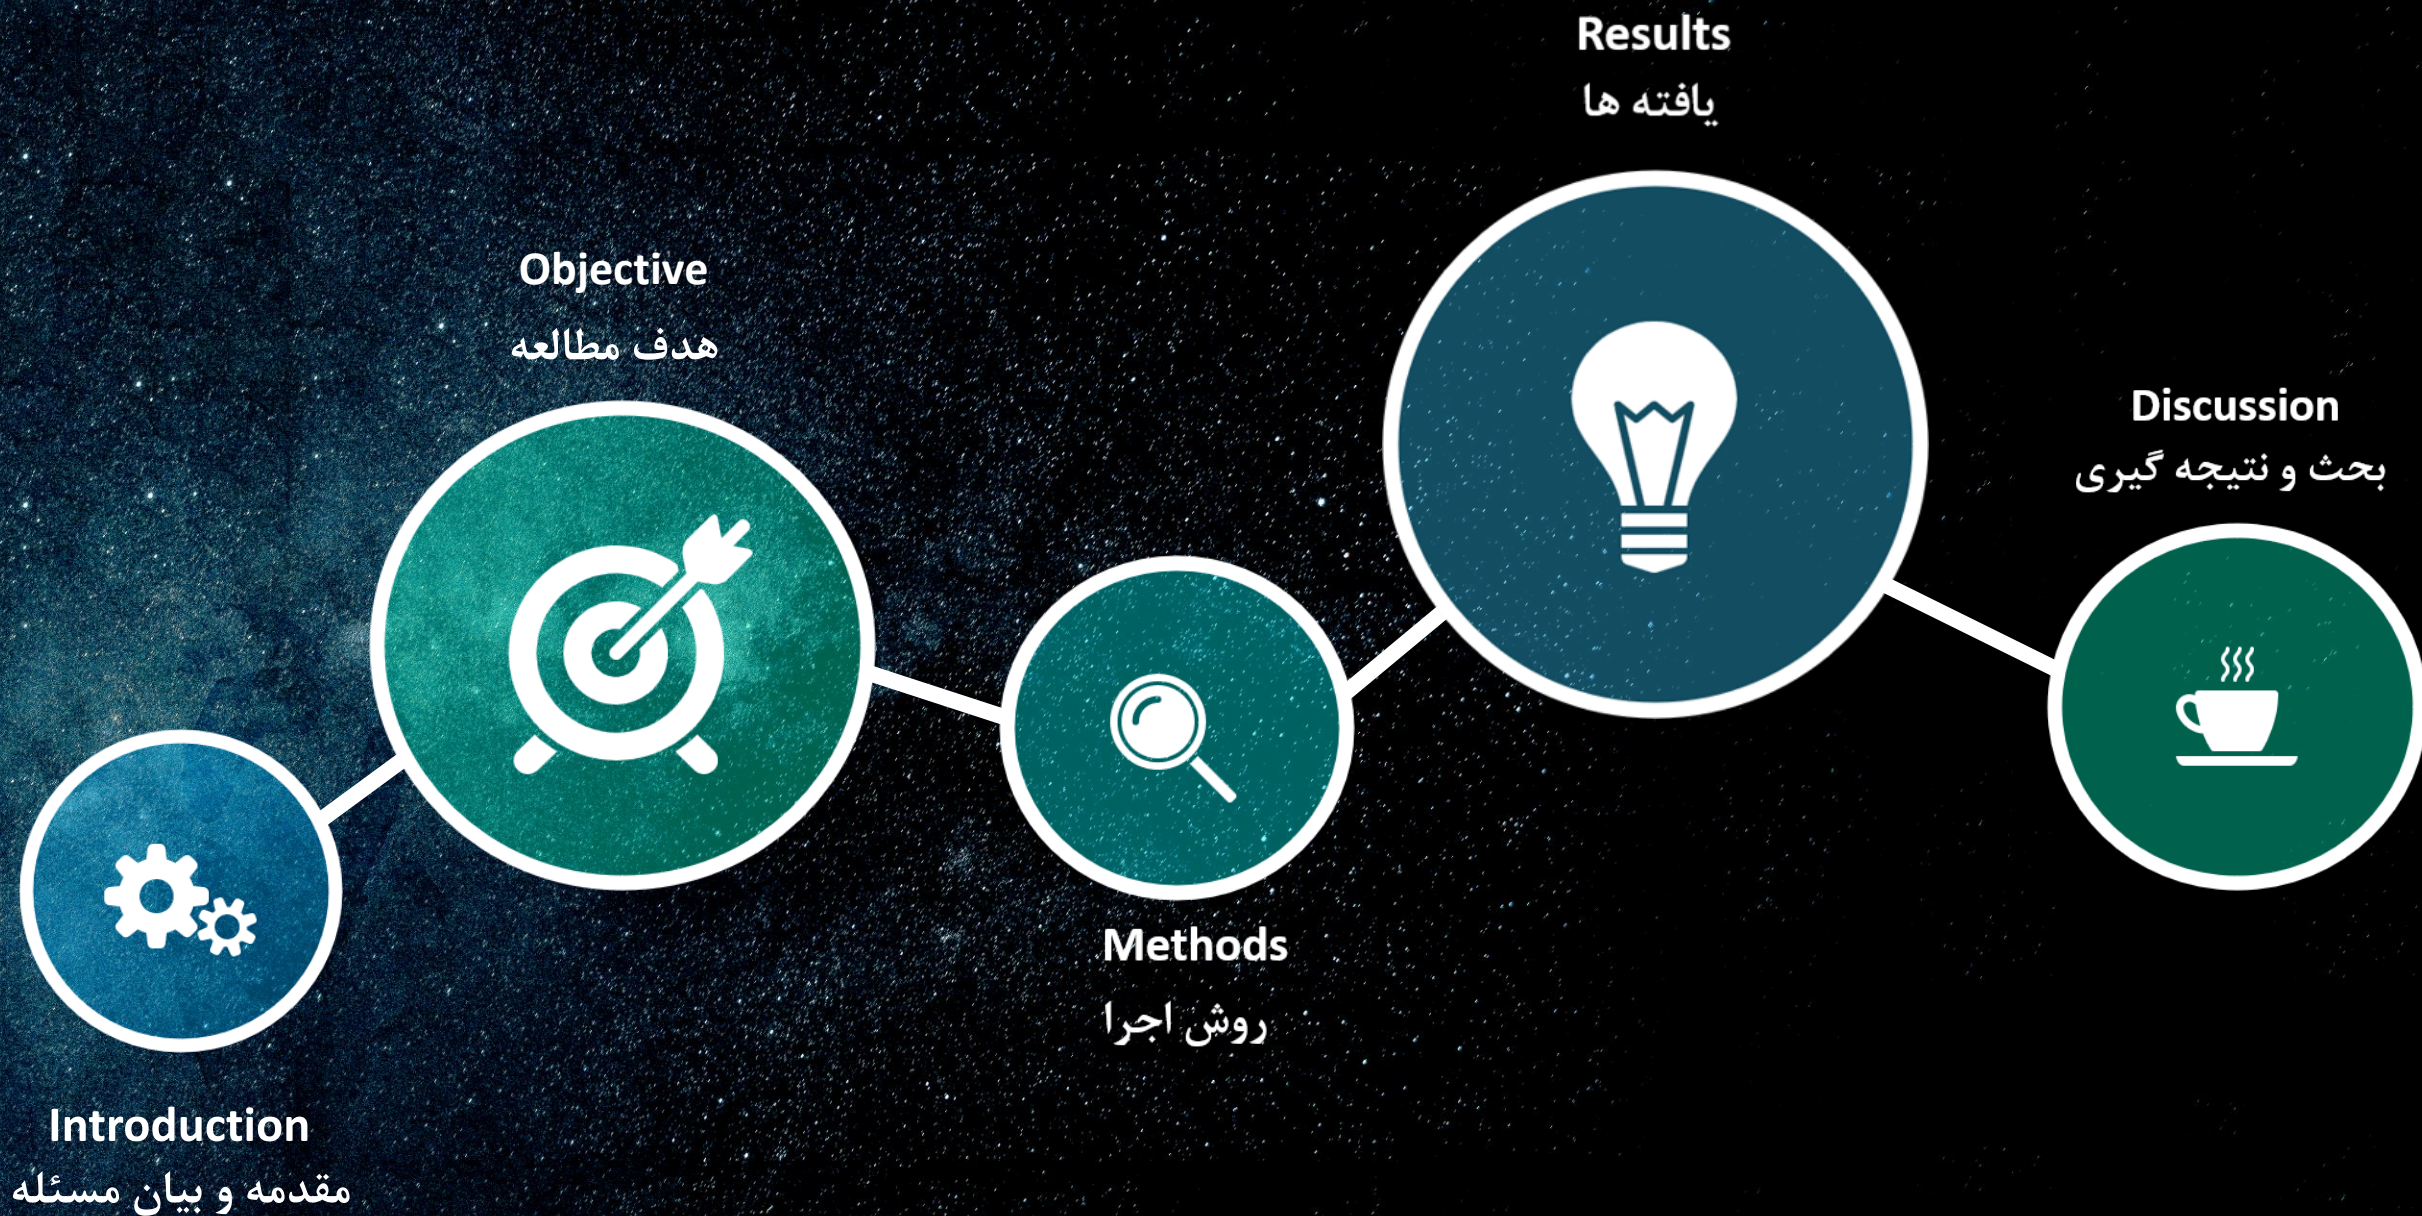 Introduction
مقدمه و بیان مسئله
Objective
هدف مطالعه
Methods
روش اجرا
Results
یافته ها
Discussion
بحث و نتیجه گیری